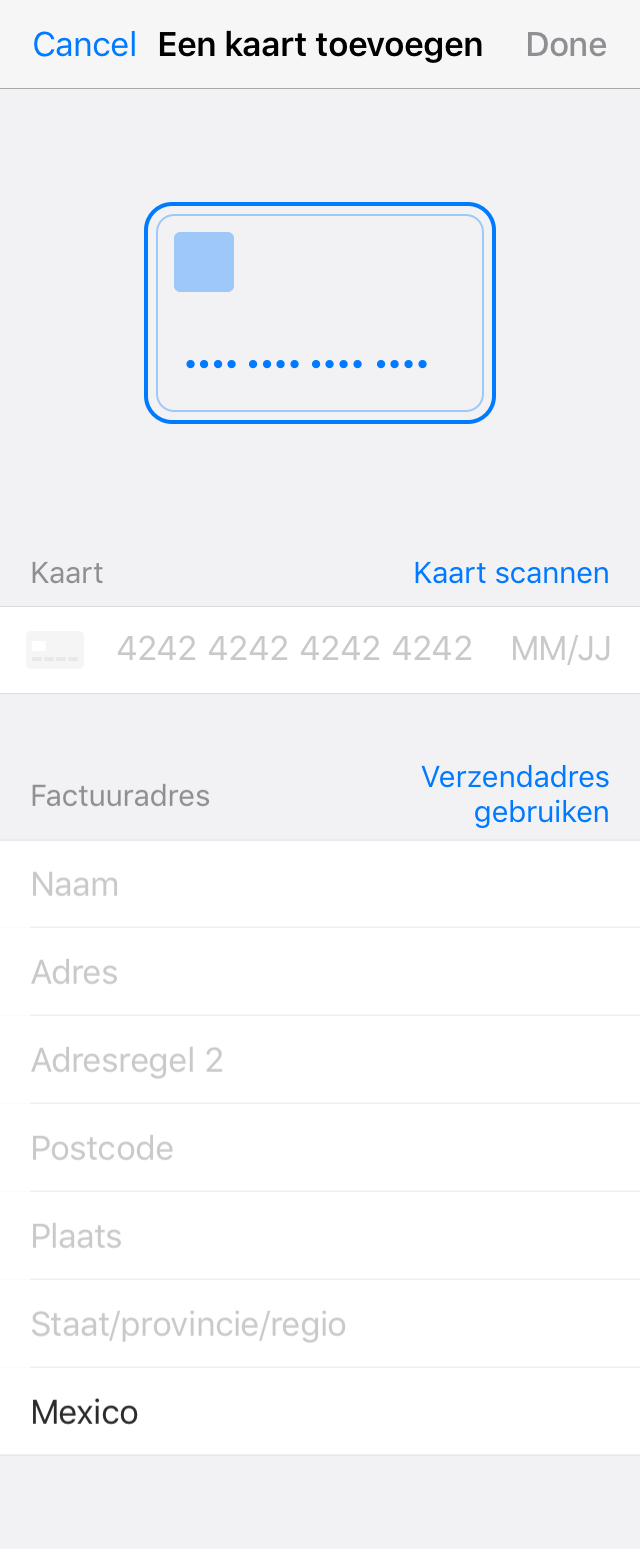 Cancel Een kaart toevoegen Done
Kaart Kaart scannen
4242 4242 4242 4242 MM/JJ
Factuuradres Verzendadres gebruiken
Naam
Adres
Adresregel 2
Postcode
Plaats
Staat/provincie/regio
Mexico